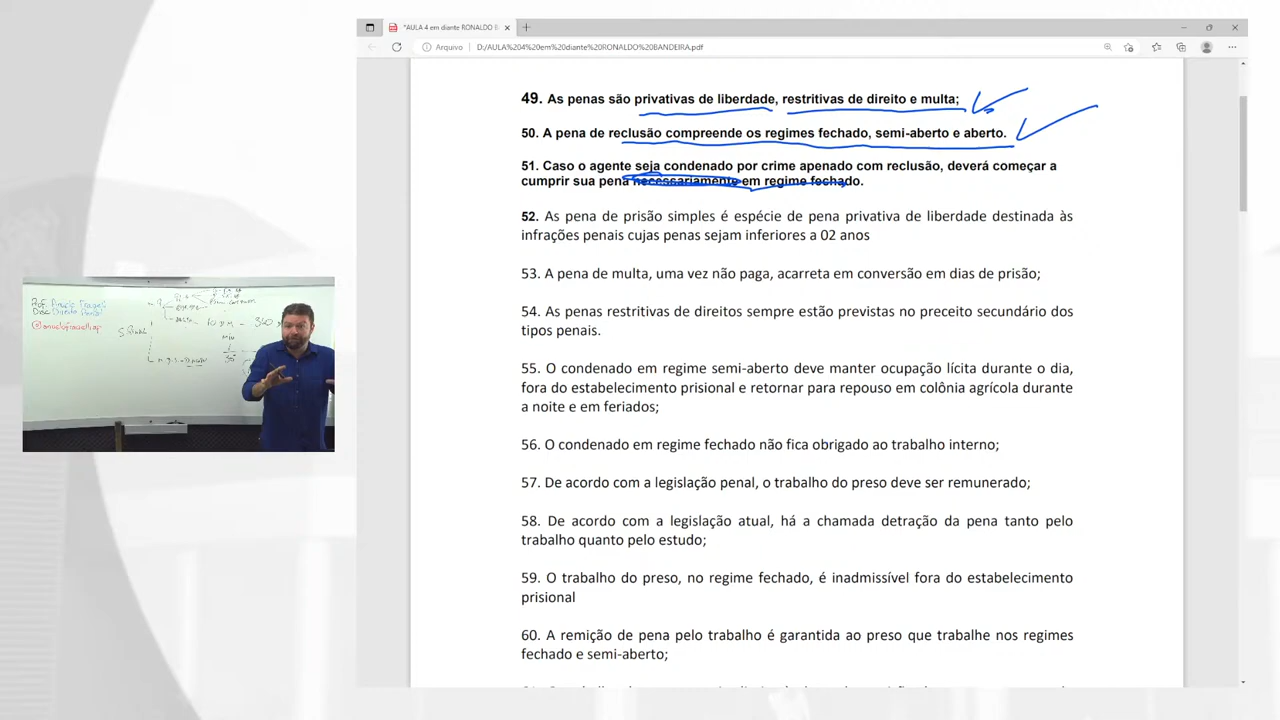 *AULA 4 em diante RONALDO B
Arquivo D:/AULA%204%20em%20diante%20RONALDO%20BANDEIRA.pdf
49. As penas são privativas de liberdade, restritivas de direito e multa;
50. A pena de reclusão compreende os regimes fechado, semi-aberto e aberto.
51. Caso o agente seja condenado por crime apenado com reclusão, deverá começar a
cumprir sua pena necessariamente em regime fechado.
52. As pena de prisão simples é espécie de pena privativa de liberdade destinada às
infrações penais cujas penas sejam inferiores a 02 anos
53. A pena de multa, uma vez não paga, acarreta em conversão em dias de prisão;
54. As penas restritivas de direitos sempre estão previstas no preceito secundário dos
tipos penais.
55. O condenado em regime semi-aberto deve manter ocupação lícita durante o dia,
fora do estabelecimento prisional e retornar para repouso em colônia agrícola durante
a noite e em feriados;
56. O condenado em regime fechado não fica obrigado ao trabalho interno;
57. De acordo com a legislação penal, o trabalho do preso deve ser remunerado;
58. De acordo com a legislação atual, há a chamada detração da pena tanto pelo
trabalho quanto pelo estudo;
59. O trabalho do preso, no regime fechado, é inadmissível fora do estabelecimento
prisional
60. A remição de pena pelo trabalho é garantida ao preso que trabalhe nos regimes
fechado e semi-aberto;
Prof.
360